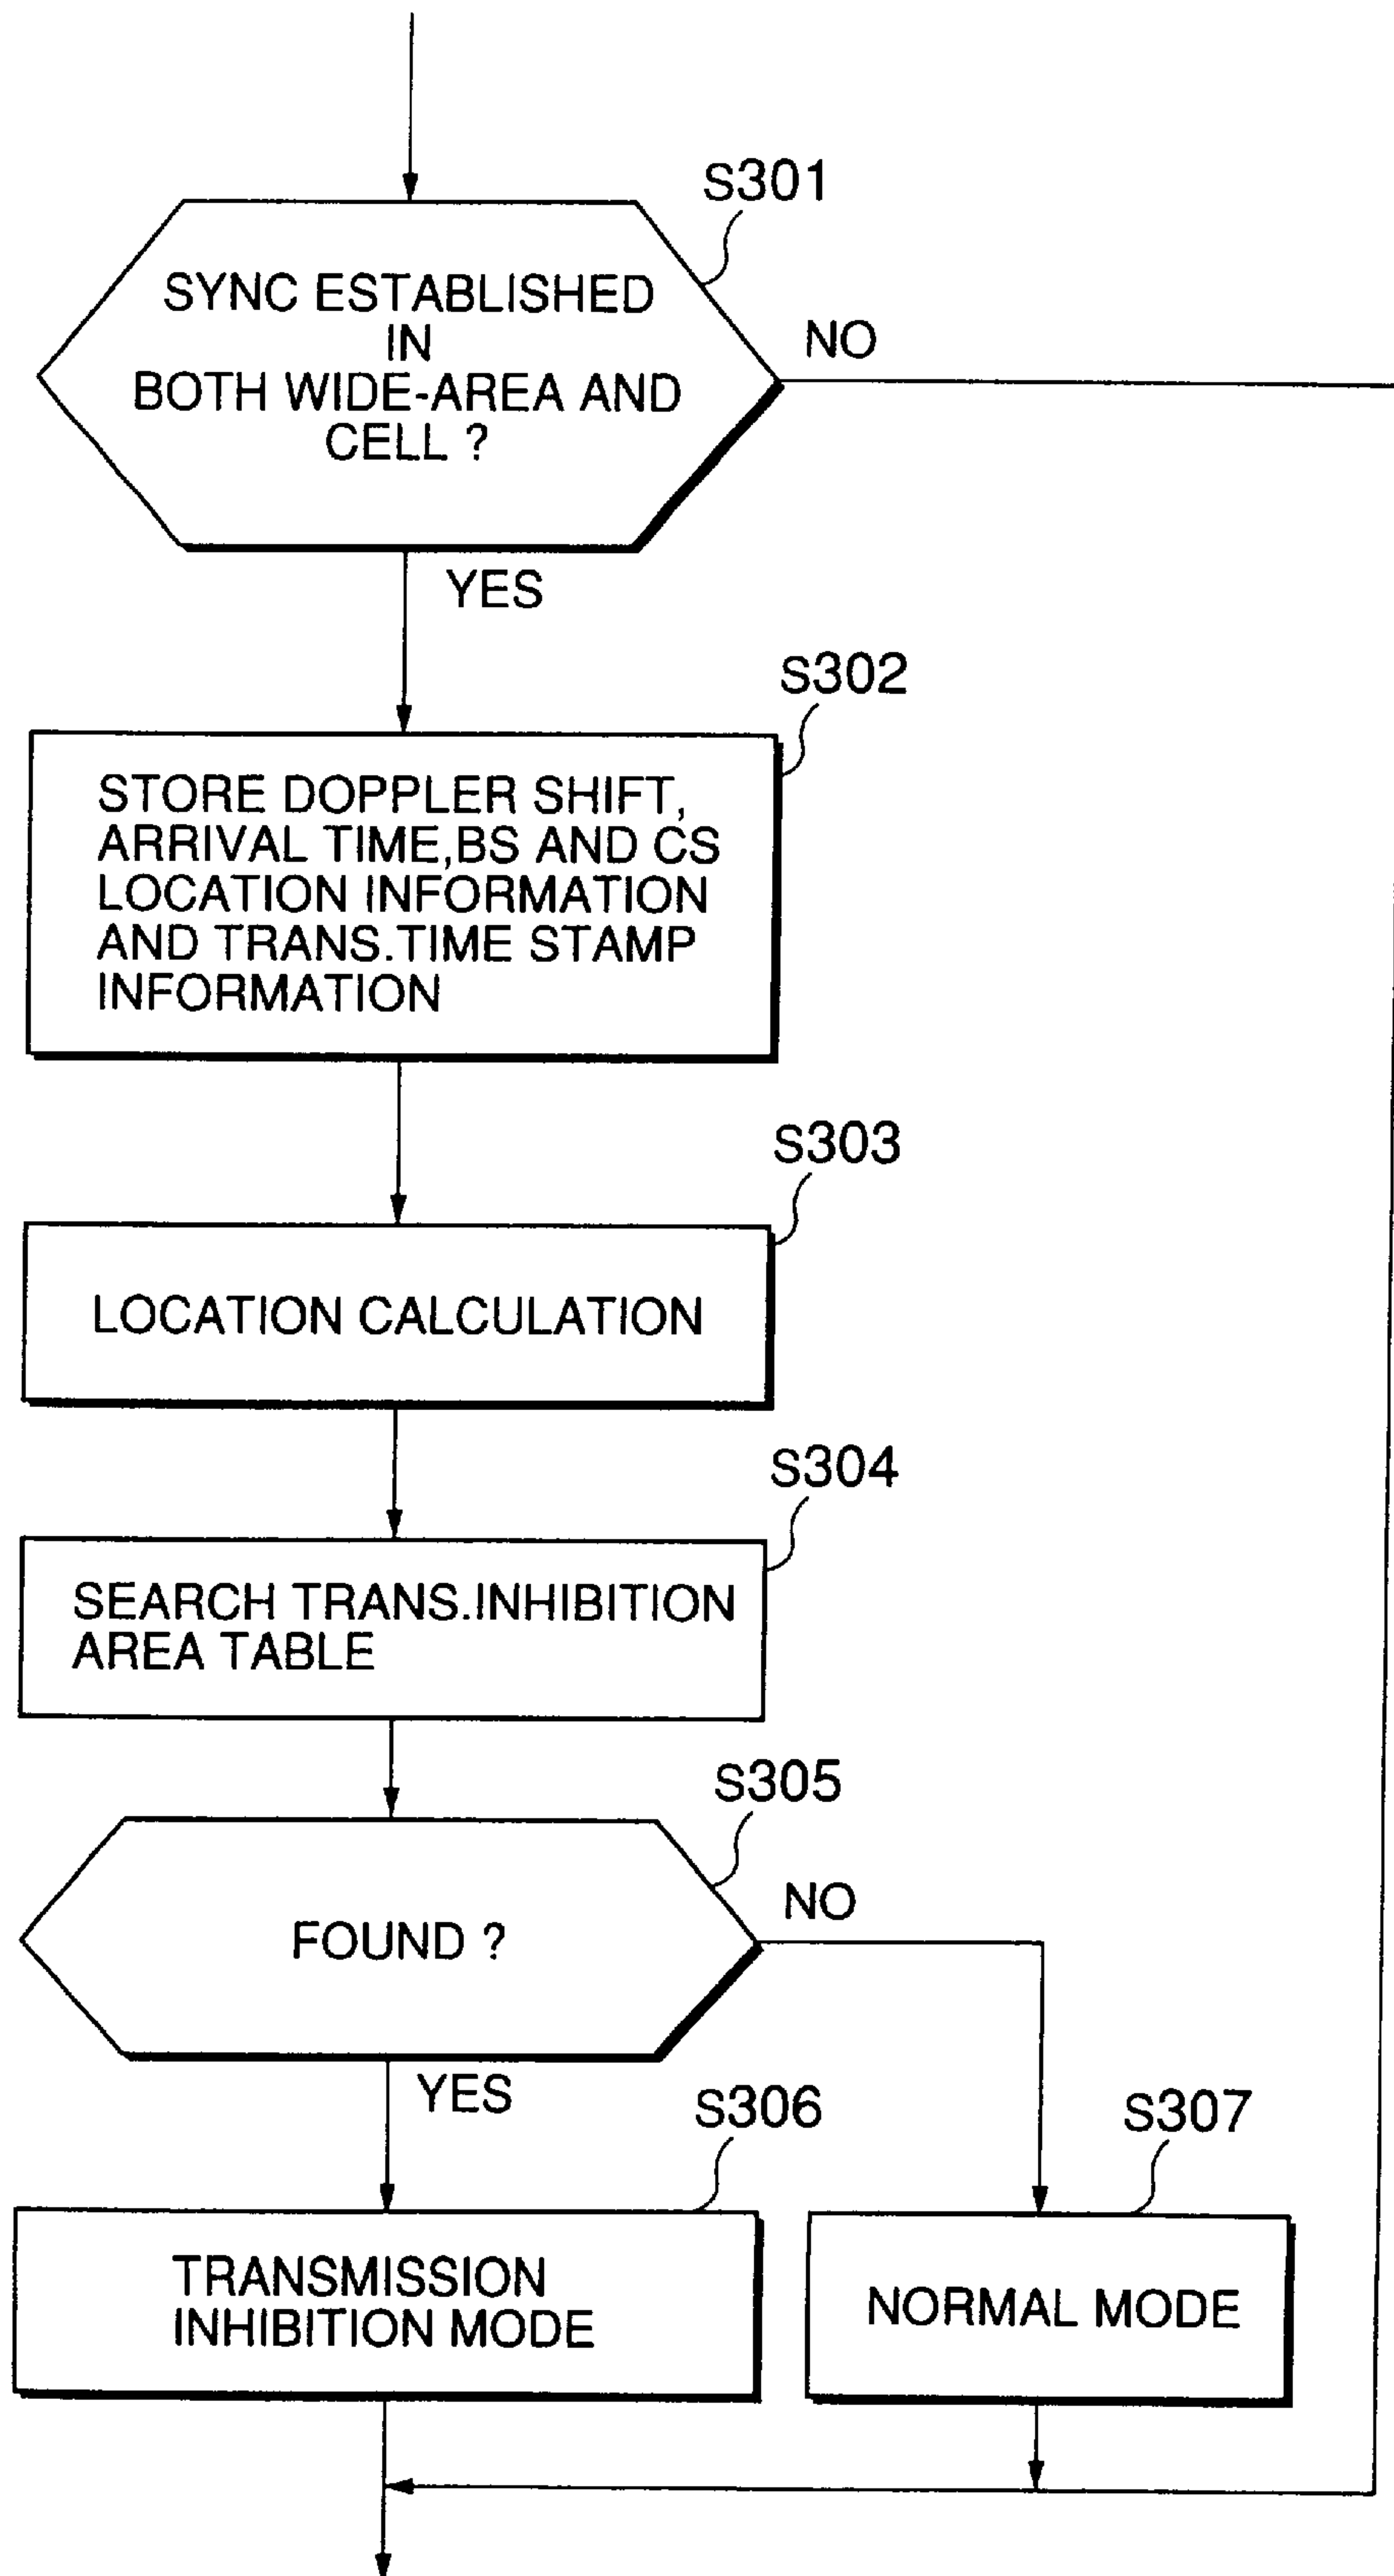 S301
SYNC ESTABLISHED
IN
BOTH WIDE-AREA AND
CELL ?
NO
YES
S302
STORE DOPPLER SHIFT,
ARRIVAL TIME,BS AND CS
LOCATION INFORMATION
AND TRANS.TIME STAMP
INFORMATION
S303
LOCATION CALCULATION
S304
SEARCH TRANS.INHIBITION
AREA TABLE
S305
FOUND ?
NO
YES
S306
S307
TRANSMISSION
INHIBITION MODE
NORMAL MODE